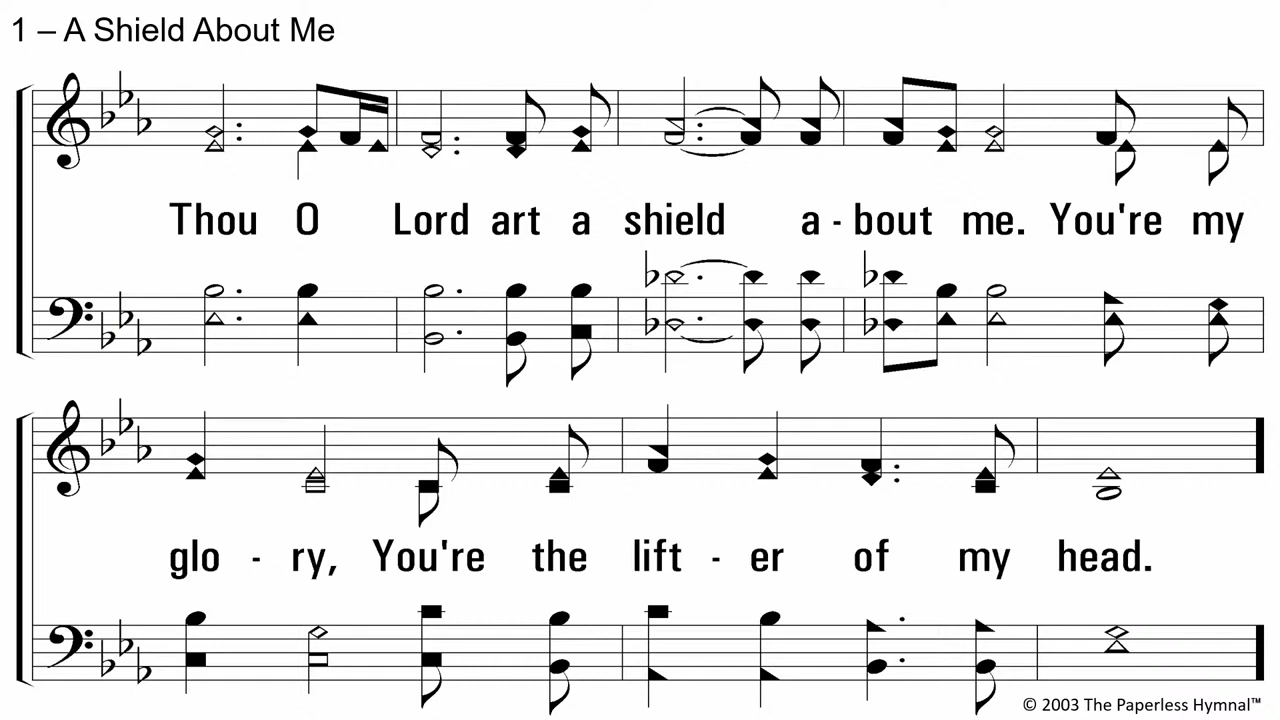 1 – A Shield About Me
Thou O Lord art a shield a - bout me. You're my
glo - ry, You're the lift - er of my head.
© 2003 The Paperless Hymnal™